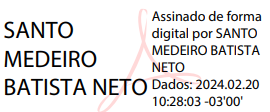 SANTO
MEDEIRO
BATISTA NETO
Assinado de forma
digital por SANTO
MEDEIRO BATISTA
NETO
Dados: 2024.02.20
10:28:03 -03'00'